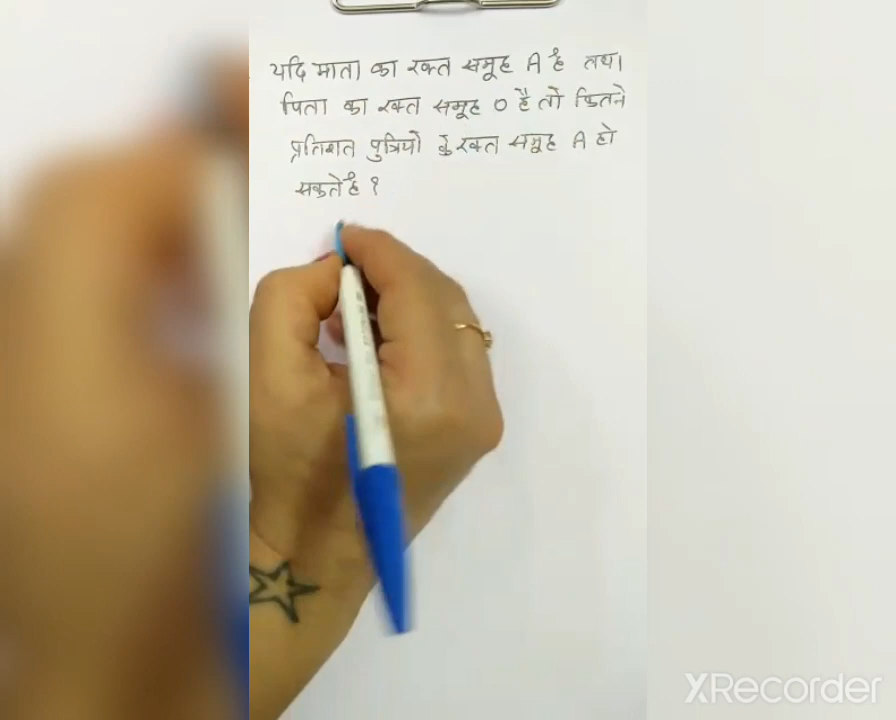 यदि माता का रक्त समूह A है तथा
पिता का रक्त समूह O है तो कितने
प्रतिशत पुत्रियों के रक्त समूह A हो
सकते है ?
XRecorder